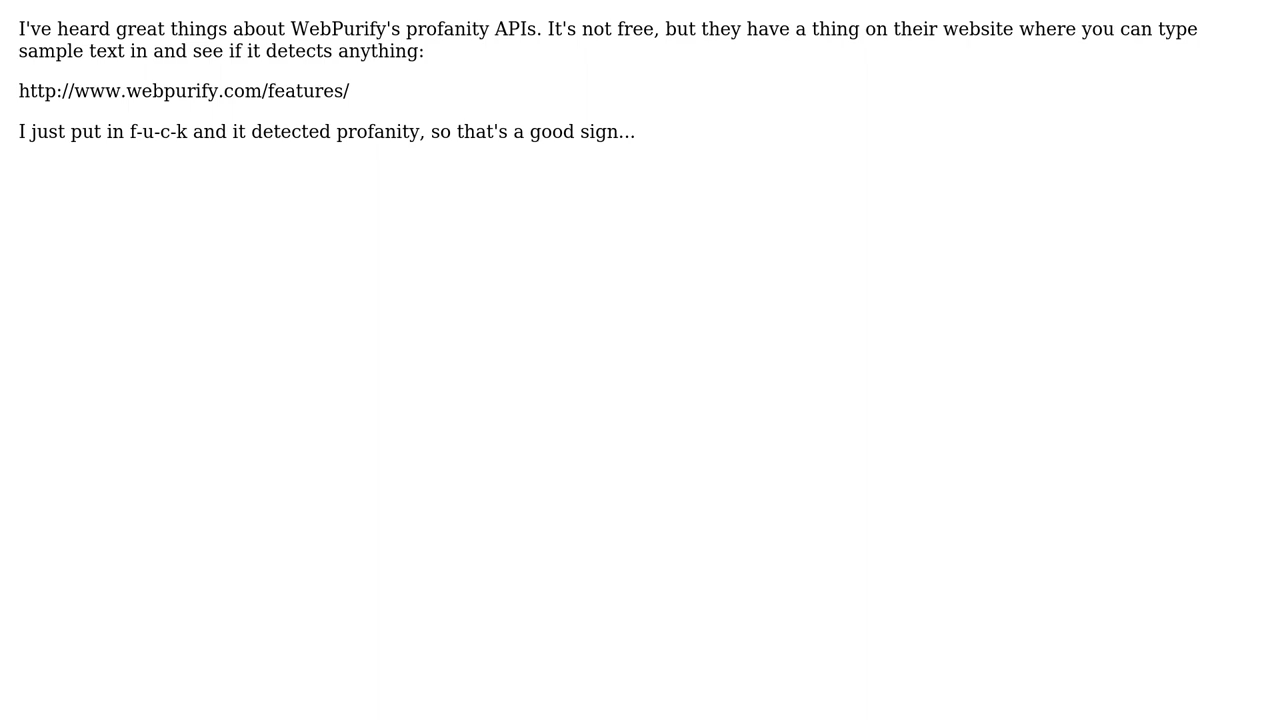 I've heard great things about WebPurify's profanity APIs. It's not free, but they have a thing on their website where you can type
sample text in and see if it detects anything:
http://www.webpurify.com/features/
I just put in f-u-c-k and it detected profanity, so that's a good sign...